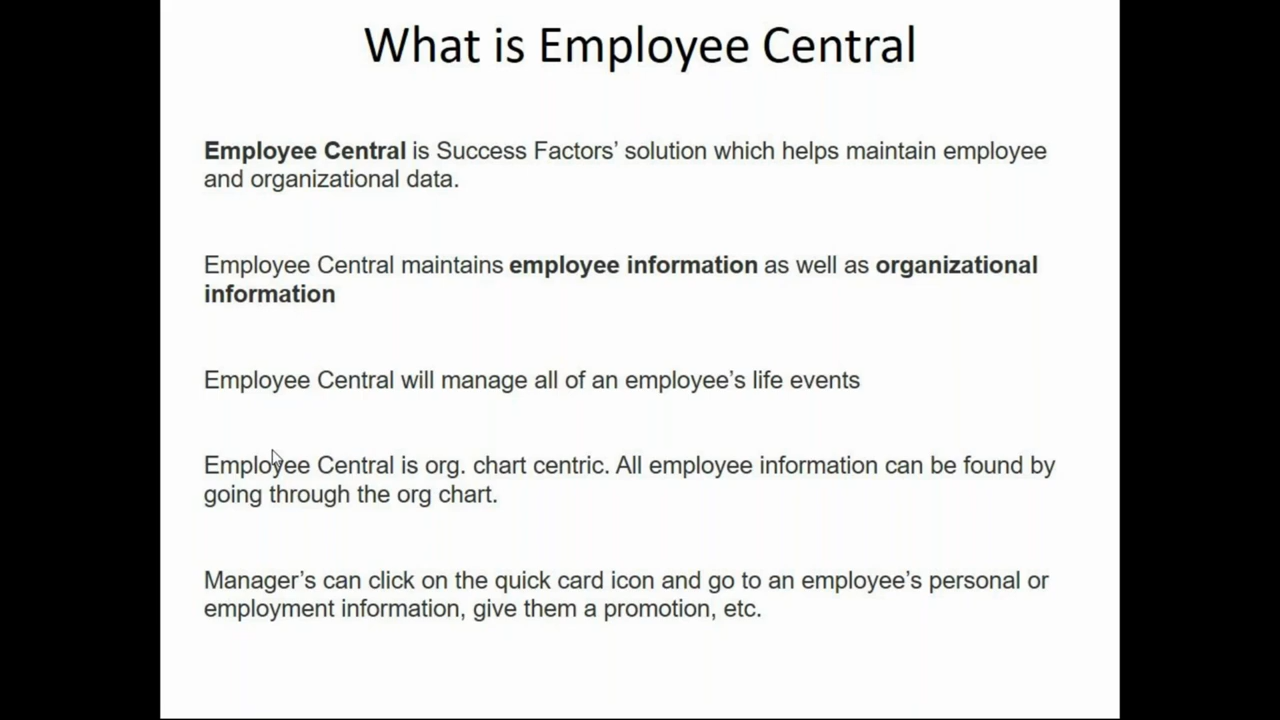 What is Employee Central
Employee Central is Success Factors’ solution which helps maintain employee
and organizational data.
Employee Central maintains employee information as well as organizational
information
Employee Central will manage all of an employee’s life events
Employee Central is org. chart centric. All employee information can be found by
going through the org chart.
Manager’s can click on the quick card icon and go to an employee’s personal or
employment information, give them a promotion, etc.